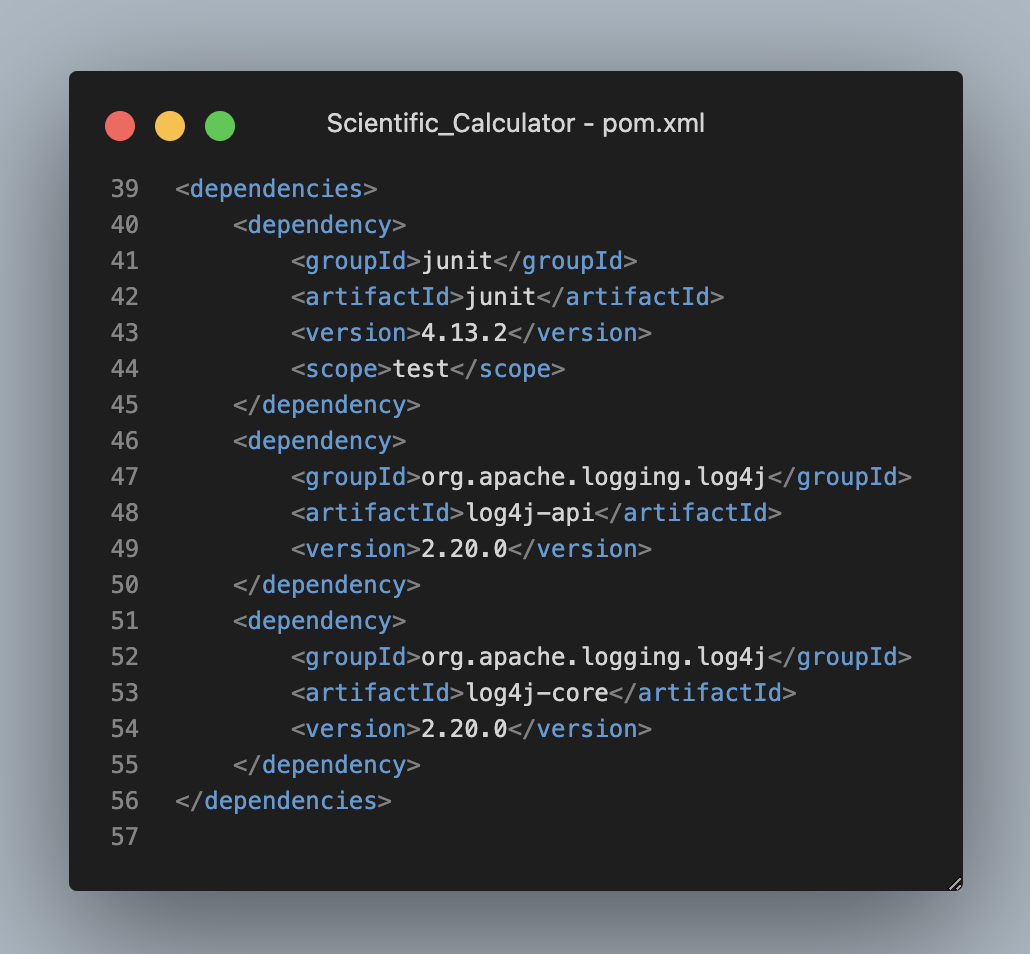 Scientific_Calculator - pom.xml
39 <dependencies>
40     <dependency>
41         <groupId>junit</groupId>
42         <artifactId>junit</artifactId>
43         <version>4.13.2</version>
44         <scope>test</scope>
45     </dependency>
46     <dependency>
47         <groupId>org.apache.logging.log4j</groupId>
48         <artifactId>log4j-api</artifactId>
49         <version>2.20.0</version>
50     </dependency>
51     <dependency>
52         <groupId>org.apache.logging.log4j</groupId>
53         <artifactId>log4j-core</artifactId>
54         <version>2.20.0</version>
55     </dependency>
56 </dependencies>
57